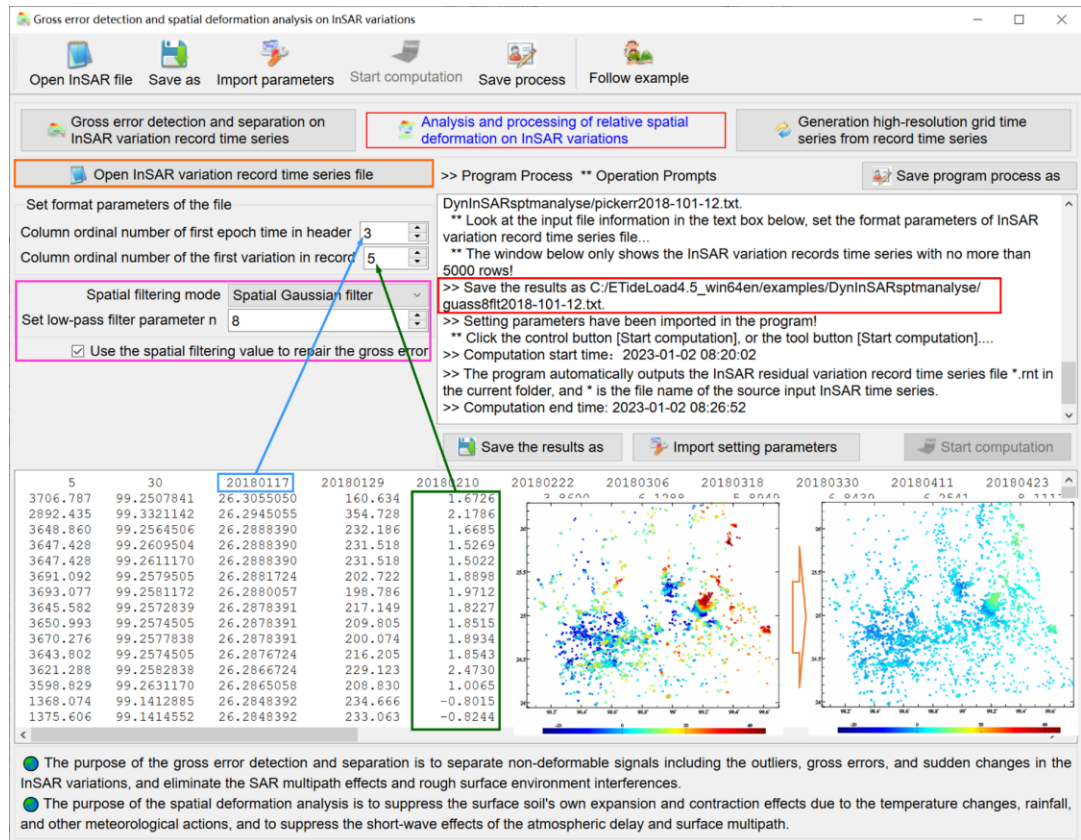 Gross error detection and spatial deformation analysis on InSAR variations
Open InSAR file Save as Import parameters Start computation Save process Follow example
Gross error detection and separation on
InSAR variation record time series
Analysis and processing of relative spatial
deformation on InSAR variations
Generation high-resolution grid time
series from record time series
Open InSAR variation record time series file
>> Program Process ** Operation Prompts
Save program process as
Set format parameters of the file
Column ordinal number of first epoch time in header 3
Column ordinal number of the first variation in record 5
Spatial filtering mode Spatial Gaussian filter
Set low-pass filter parameter n 8
Use the spatial filtering value to repair the gross error
DynInSARsptmanalyse/pickerr2018-101-12.txt.
** Look at the input file information in the text box below, set the format parameters of InSAR
variation record time series file...
** The window below only shows the InSAR variation records time series with no more than
5000 rows!
>> Save the results as C:/ETideLoad4.5_win64en/examples/DynInSARsptmanalyse/
guass8flt2018-101-12.txt.
>> Setting parameters have been imported in the program!
** Click the control button [Start computation], or the tool button [Start computation]....
>> Computation start time: 2023-01-02 08:20:02
>> The program automatically outputs the InSAR residual variation record time series file *.rnt in
the current folder, and * is the file name of the source input InSAR time series.
>> Computation end time: 2023-01-02 08:26:52
Save the results as Import setting parameters Start computation
5 30 20180117 20180129 20180210 20180222 20180306 20180318 20180330 20180411 20180423
3706.787 99.2507841 26.3055050 160.634 1.6726
2892.435 99.3321142 26.2945055 354.728 2.1786
3648.860 99.2564506 26.2888390 232.186 1.6685
3647.428 99.2609504 26.2888390 231.518 1.5269
3647.428 99.2611170 26.2888390 231.518 1.5022
3691.092 99.2579505 26.2881724 202.722 1.8898
3693.077 99.2581172 26.2880057 198.786 1.9712
3645.582 99.2572839 26.2878391 217.149 1.8227
3650.993 99.2574505 26.2878391 209.805 1.8515
3670.276 99.2577838 26.2878391 200.074 1.8934
3643.802 99.2574505 26.2876724 216.205 1.8543
3621.288 99.2582838 26.2866724 229.123 2.4730
3598.829 99.2631170 26.2865058 208.830 1.0065
1368.074 99.1412885 26.2848392 234.666 -0.8015
1375.606 99.1414552 26.2848392 233.063 -0.8244
The purpose of the gross error detection and separation is to separate non-deformable signals including the outliers, gross errors, and sudden changes in the
InSAR variations, and eliminate the SAR multipath effects and rough surface environment interferences.
The purpose of the spatial deformation analysis is to suppress the surface soil's own expansion and contraction effects due to the temperature changes, rainfall,
and other meteorological actions, and to suppress the short-wave effects of the atmospheric delay and surface multipath.